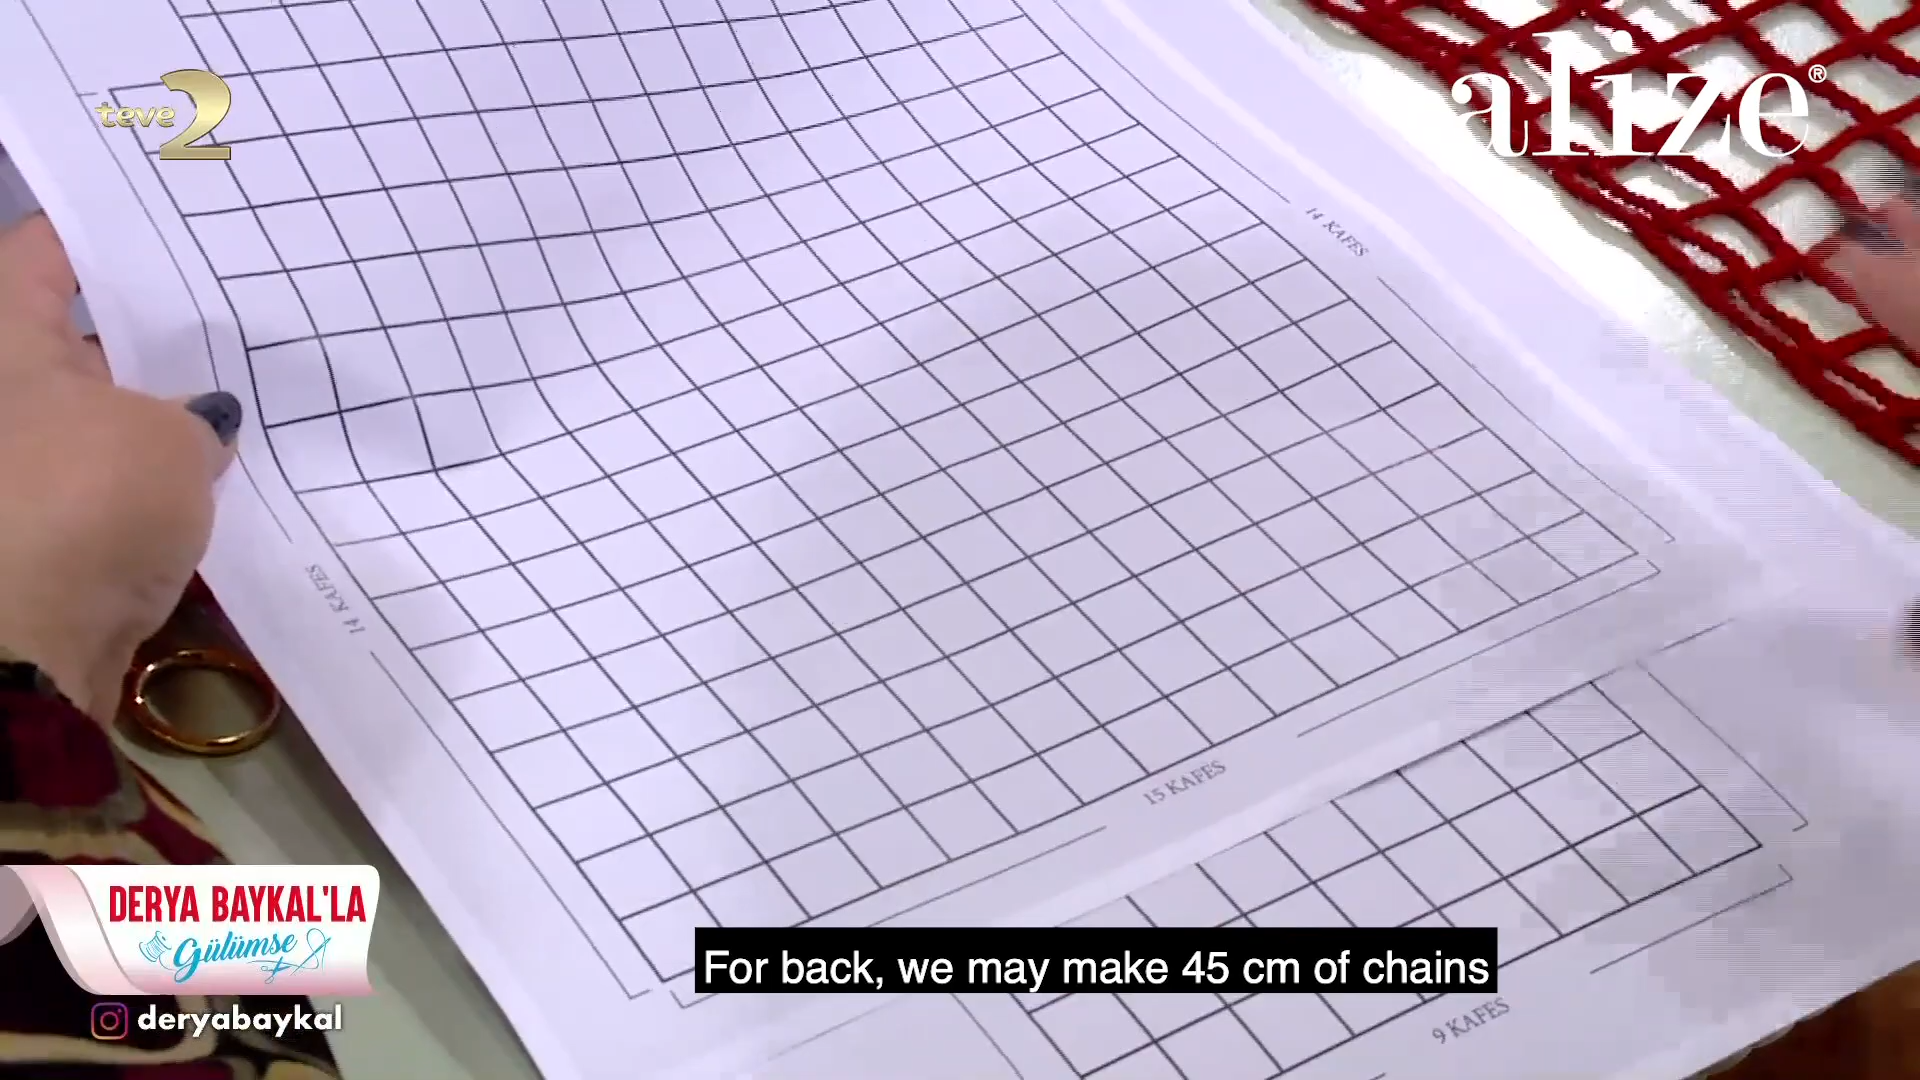 teve2
alize®
14 KAFES
14 KAFES
15 KAFES
DERYA BAYKAL'LA
Gülümse
For back, we may make 45 cm of chains
deryabaykal
9 KAFES